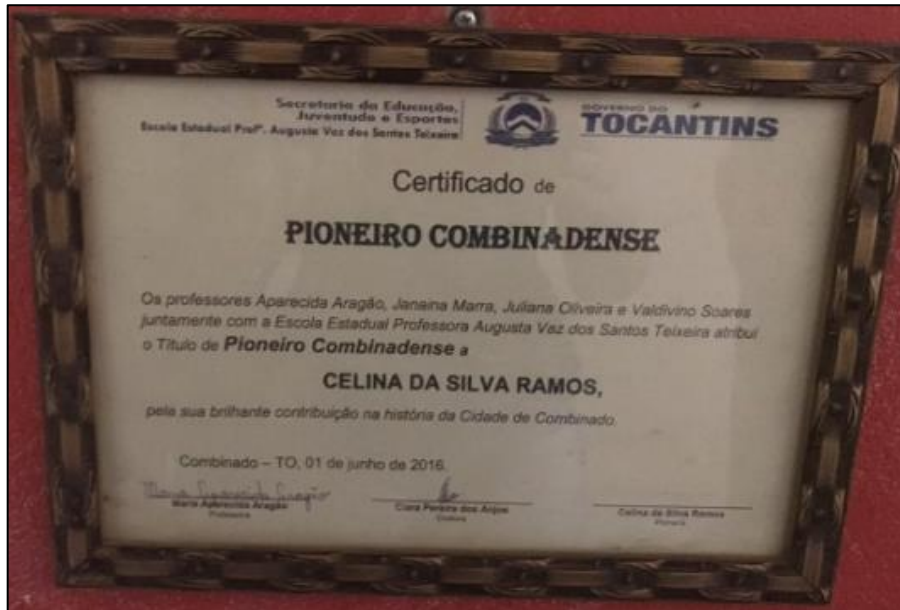 Secretaria da Educação,
Juventude e Esportes
Escola Estadual Profª. Augusta Vaz dos Santos Teixeira
GOVERNO DO
TOCANTINS
Certificado de
PIONEIRO COMBINADENSE
Os professores Aparecida Aragão, Janaina Marra, Juliana Oliveira e Valdivino Soares
juntamente com a Escola Estadual Professora Augusta Vaz dos Santos Teixeira atribui
o Título de Pioneiro Combinadense a
CELINA DA SILVA RAMOS,
pela sua brilhante contribuição na história da Cidade de Combinado.
Combinado – TO, 01 de junho de 2016.
Maria Aparecida Aragão
Maria Aparecida Aragão
Professora
Clara Pereira dos Anjos
Celina da Silva Ramos
Pioneira